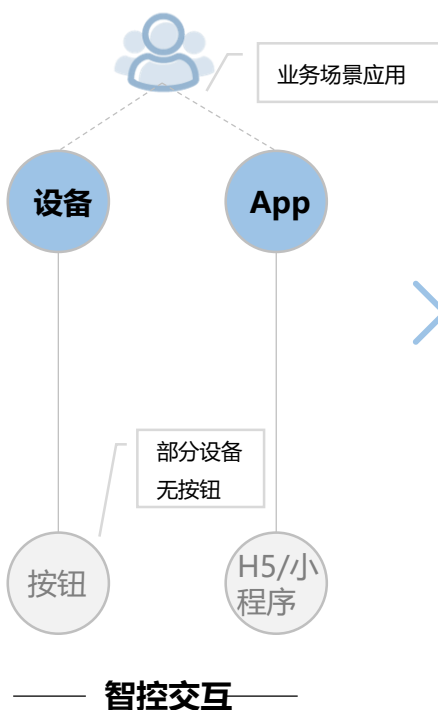 业务场景应用
设备
App
部分设备
无按钮
按钮
H5/小
程序
智控交互